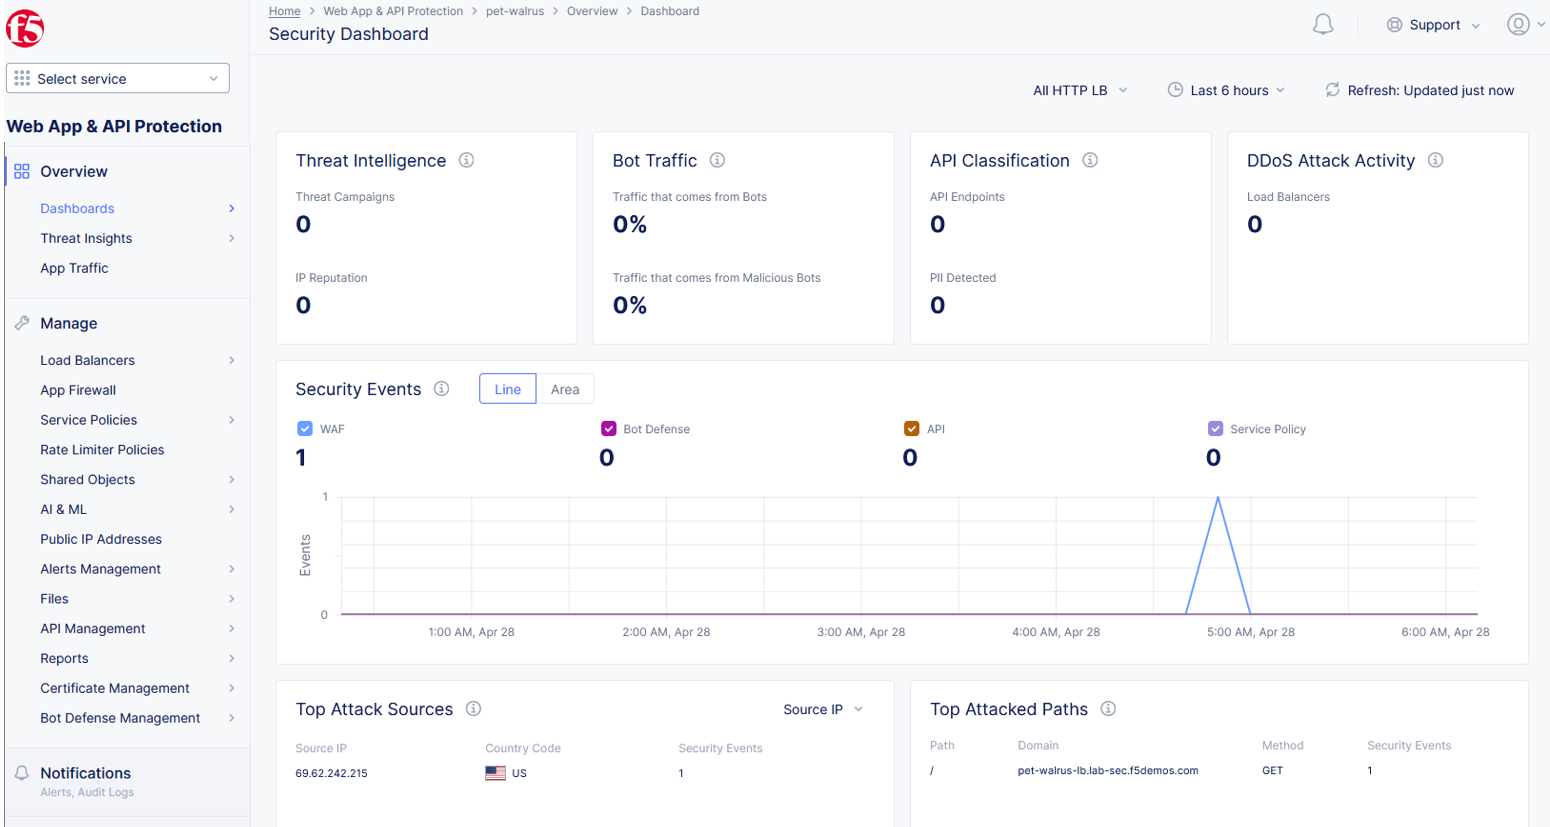 f5
Home > Web App & API Protection > pet-walrus > Overview > Dashboard
Security Dashboard
Support
Select service
Web App & API Protection
Overview
Dashboards
Threat Insights
App Traffic
Manage
Load Balancers
App Firewall
Service Policies
Rate Limiter Policies
Shared Objects
AI & ML
Public IP Addresses
Alerts Management
Files
API Management
Reports
Certificate Management
Bot Defense Management
Notifications
Alerts, Audit Logs
All HTTP LB
Last 6 hours
Refresh: Updated just now
Threat Intelligence
Threat Campaigns
0
IP Reputation
0
Bot Traffic
Traffic that comes from Bots
0%
Traffic that comes from Malicious Bots
0%
API Classification
API Endpoints
0
PII Detected
0
DDoS Attack Activity
Load Balancers
0
Security Events
Line Area
WAF
1
Bot Defense
0
API
0
Service Policy
0
Events
1
0
1:00 AM, Apr 28 2:00 AM, Apr 28 3:00 AM, Apr 28 4:00 AM, Apr 28 5:00 AM, Apr 28 6:00 AM, Apr 28
Top Attack Sources
Source IP
Source IP Country Code Security Events
69.62.242.215 US 1
Top Attacked Paths
Path Domain Method Security Events
/ pet-walrus-lb.lab-sec.f5demos.com GET 1